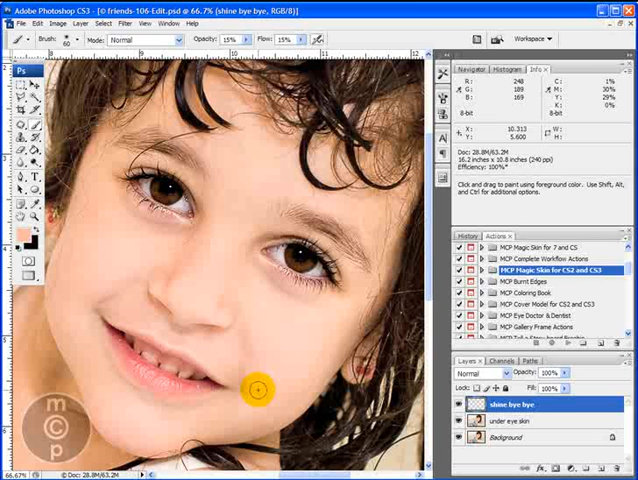 Adobe Photoshop CS3 - [© friends-106-Edit.psd @ 66.7% (shine bye bye, RGB/8)]
File Edit Image Layer Select Filter View Window Help
Brush: 60 Mode: Normal Opacity: 15% Flow: 15% Workspace
Ps
Navigator Histogram Info
R: 248 C: 1%
G: 189 M: 30%
B: 169 Y: 29%
K: 0%
8-bit 8-bit
X: 10.313
Y: 5.600
Doc: 28.8M/63.2M
16.2 inches x 10.8 inches (240 ppi)
Efficiency: 100%*
Click and drag to paint using foreground color. Use Shift, Alt, and Ctrl for additional options.
History Actions
MCP Magic Skin for 7 and CS
MCP Complete Workflow Actions
MCP Magic Skin for CS2 and CS3
MCP Burnt Edges
MCP Coloring Book
MCP Cover Model for CS2 and CS3
MCP Eye Doctor & Dentist
MCP Gallery Frame Actions
Layers Channels Paths
Normal Opacity: 100%
Lock: Fill: 100%
shine bye bye
under eye skin
Background
m
©
p
66.67% Doc: 28.8M/63.2M